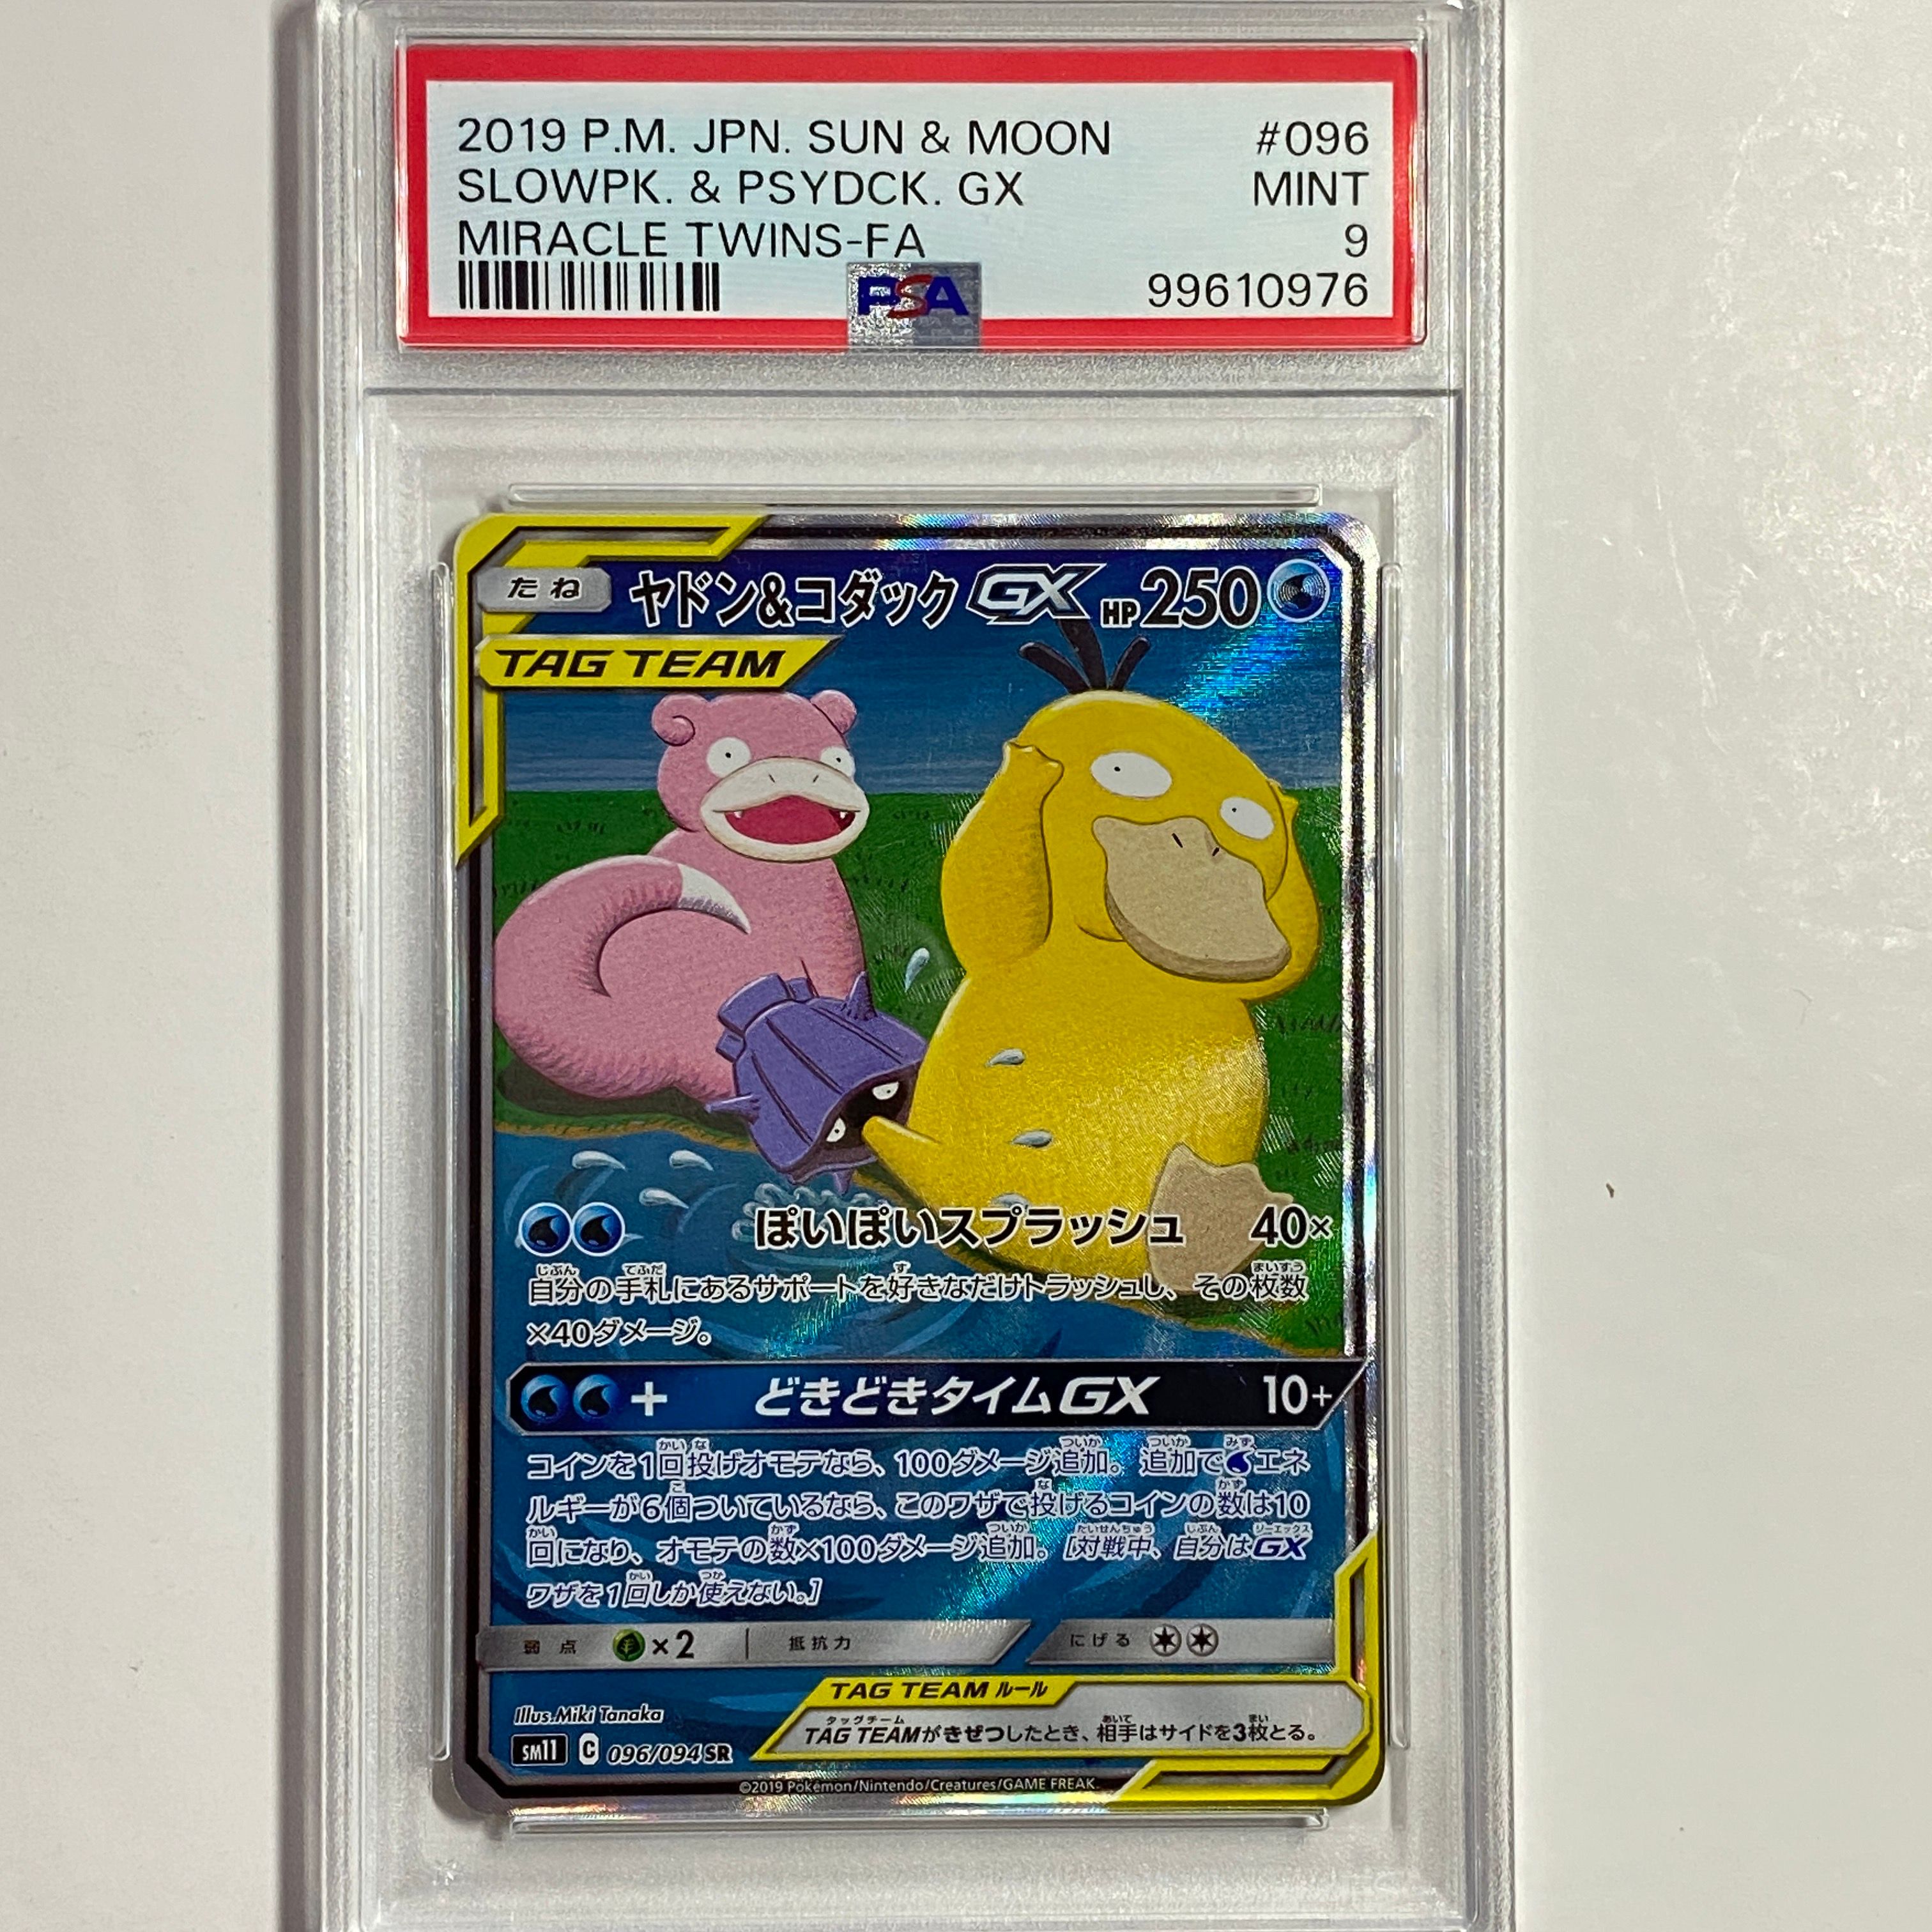 2019 P.M. JPN. SUN & MOON #096
SLOWPK. & PSYDCK. GX MINT
MIRACLE TWINS-FA 9
PSA 99610976
たね ヤドン&コダックGX HP250
TAG TEAM
ぽいぽいスプラッシュ 40×
自分の手札にあるサポートを好きなだけトラッシュし、その枚数
×40ダメージ。
+ どきどきタイムGX 10+
コインを1回投げオモテなら、100ダメージ追加。追加でエネ
ルギーが6個ついているなら、このワザで投げるコインの数は10
回になり、オモテの数×100ダメージ追加。[対戦中、自分はGX
ワザを1回しか使えない。]
弱点 ×2 抵抗力 にげる
TAG TEAM ルール
Illus.Miki Tanaka
TAG TEAMがきぜつしたとき、相手はサイドを3枚とる。
SM11 C 096/094 SR
©2019 Pokémon/Nintendo/Creatures/GAME FREAK.